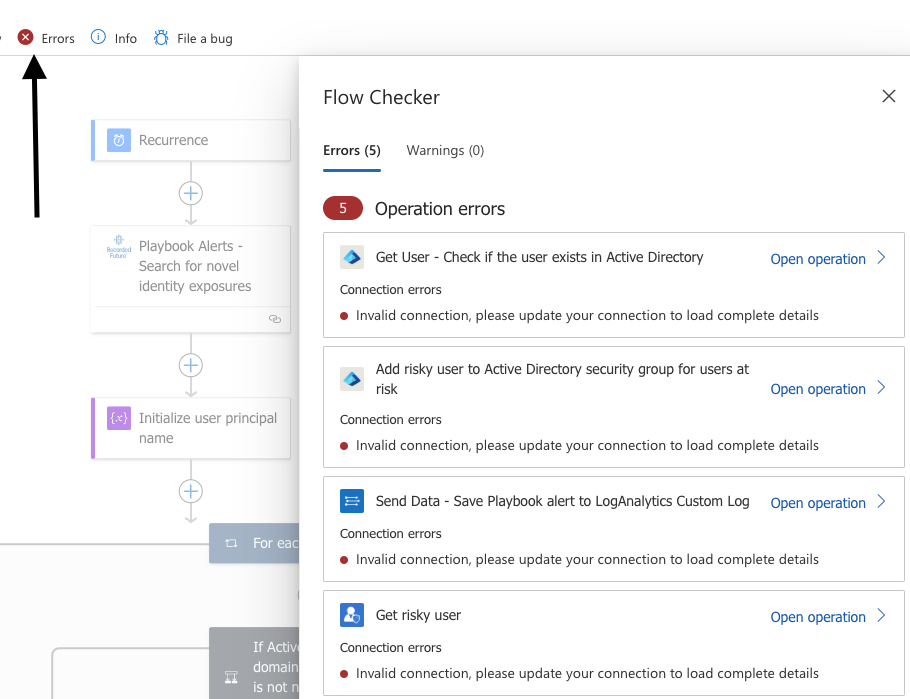 Errors Info File a bug
Flow Checker
Errors (5) Warnings (0)
5 Operation errors
Get User - Check if the user exists in Active Directory
Open operation
Connection errors
Invalid connection, please update your connection to load complete details
Add risky user to Active Directory security group for users at
risk
Open operation
Connection errors
Invalid connection, please update your connection to load complete details
Send Data - Save Playbook alert to LogAnalytics Custom Log
Open operation
Connection errors
Invalid connection, please update your connection to load complete details
Get risky user
Open operation
Connection errors
Invalid connection, please update your connection to load complete details
Recurrence
Recorded
Future
Playbook Alerts -
Search for novel
identity exposures
{x}
Initialize user principal
name
For eac
If Activ
domain
is not n